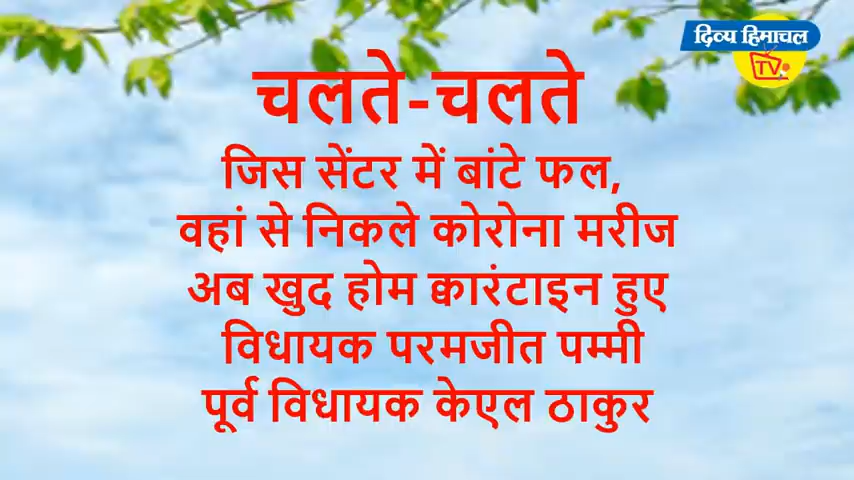 दिव्य हिमाचल
TV
चलते-चलते
जिस सेंटर में बांटे फल,
वहां से निकले कोरोना मरीज
अब खुद होम क्वारंटाइन हुए
विधायक परमजीत पम्मी
पूर्व विधायक केएल ठाकुर